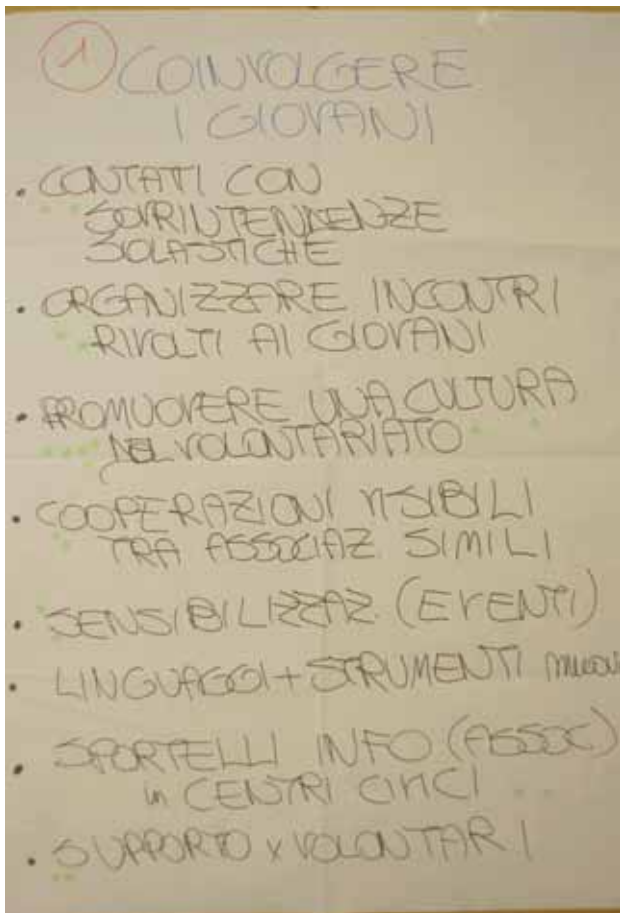 1 COINVOLGERE
I GIOVANI
• CONTATTI CON
SOVRINTENDENZE
SCOLASTICHE
• ORGANIZZARE INCONTRI
RIVOLTI AI GIOVANI
• PROMUOVERE UNA CULTURA
NEL VOLONTARIATO
• COOPERAZIONI VISIBILI
TRA ASSOCIAZ. SIMILI
• SENSIBILIZZAZ. (EVENTI)
• LINGUAGGI + STRUMENTI nuovi
• SPORTELLI INFO (ASSOC)
in CENTRI CIVICI
• SUPPORTO x VOLONTARI